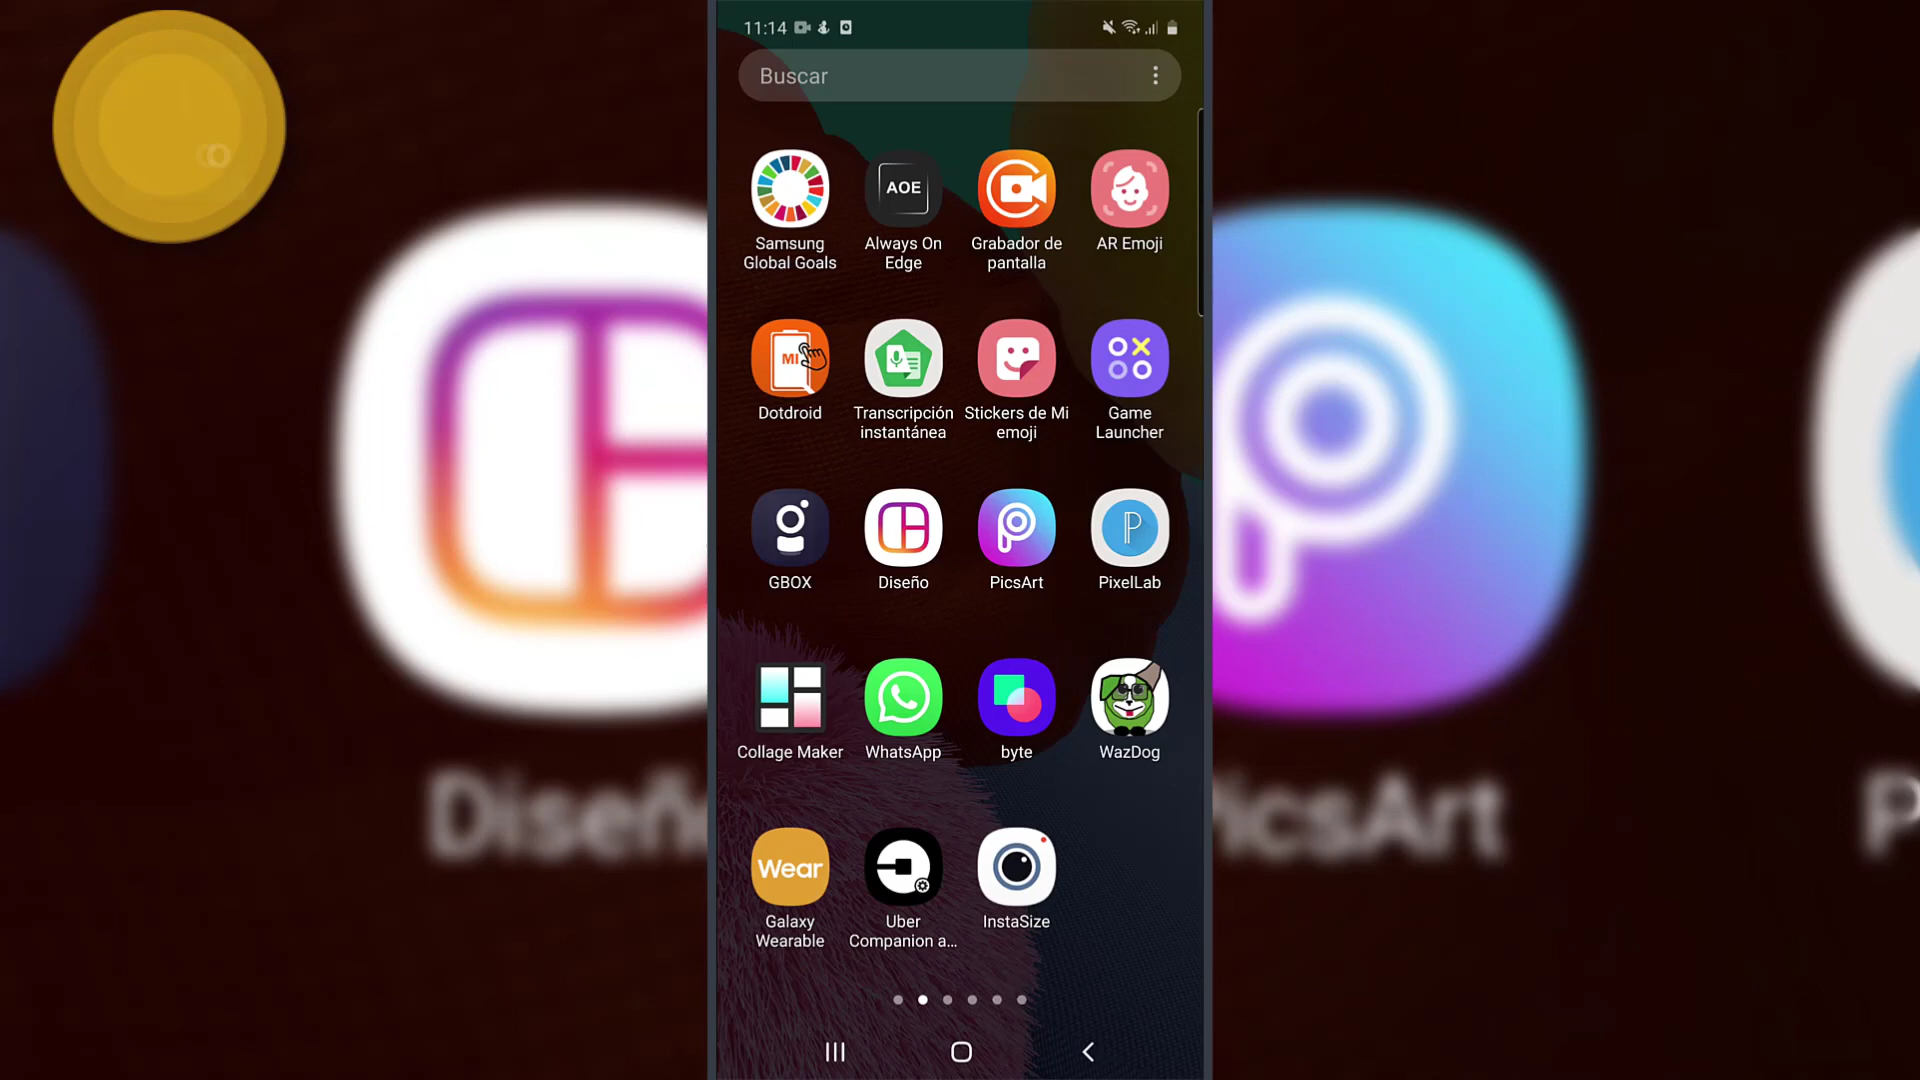 11:14
Buscar
Samsung
Global Goals
AOE
Always On
Edge
Grabador de
pantalla
AR Emoji
MI
Dotdroid
Transcripción
instantánea
Stickers de Mi
emoji
Game
Launcher
GBOX
Diseño
PicsArt
P
PixelLab
Collage Maker
WhatsApp
byte
WazDog
Wear
Galaxy
Wearable
Uber
Companion a...
InstaSize
Diseñ
icsArt
P